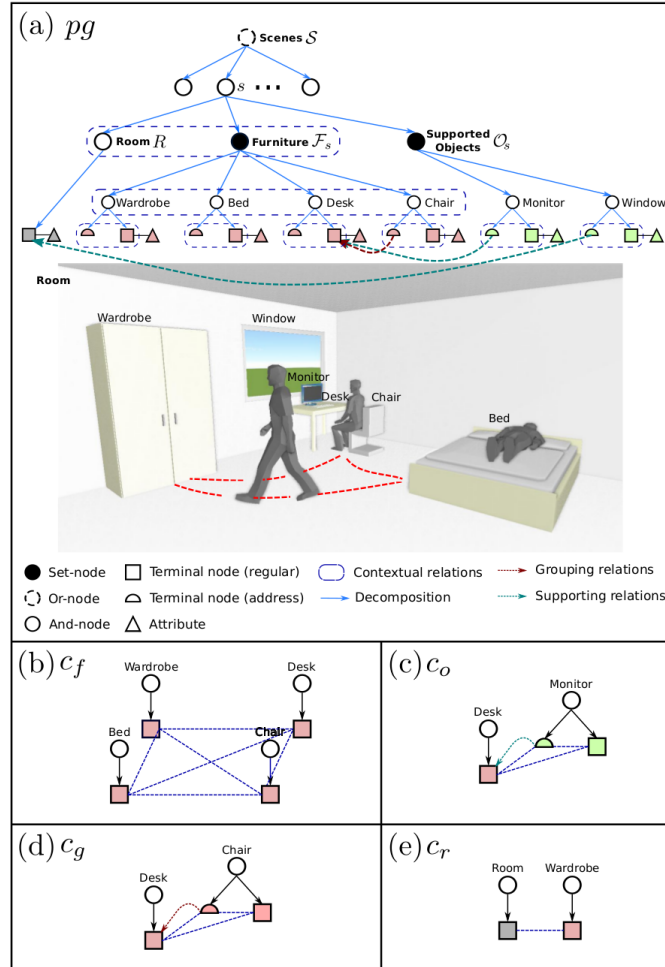 (a) pg
Scenes S
s
Room R
Furniture F_s
Supported Objects O_s
Wardrobe Bed Desk Chair Monitor Window
Room
Wardrobe
Window
Monitor
Desk
Chair
Bed
Set-node Terminal node (regular) Contextual relations Grouping relations
Or-node Terminal node (address) Decomposition Supporting relations
And-node Attribute
(b) c_f
Wardrobe Desk
Bed Chair
(c) c_o
Monitor
Desk
(d) c_g
Chair
Desk
(e) c_r
Room Wardrobe